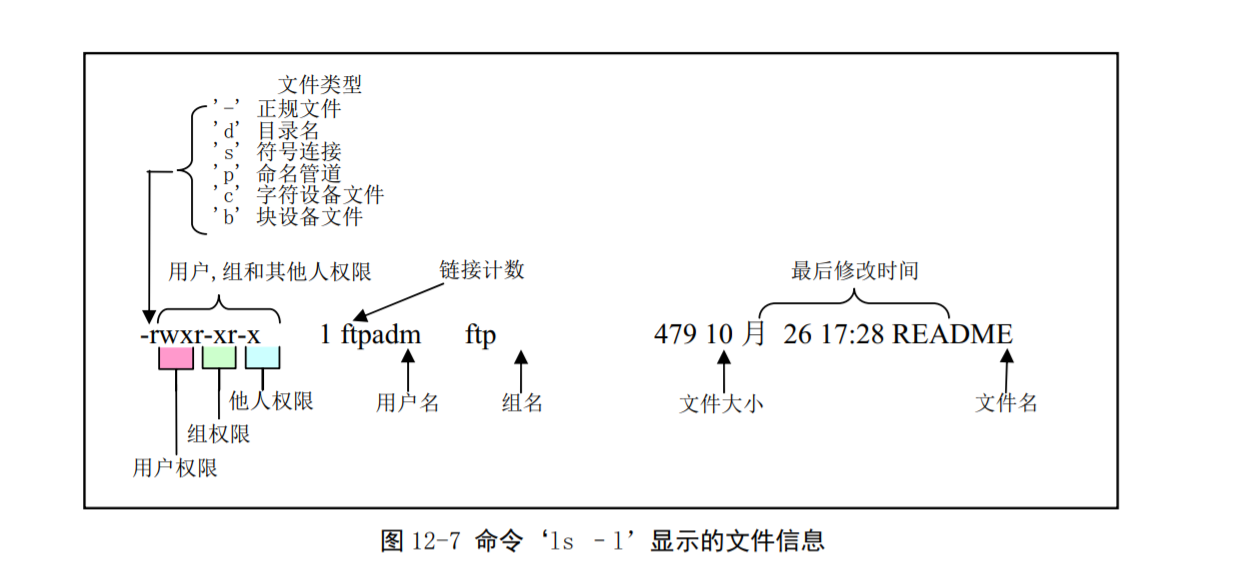 文件类型
'-' 正规文件
'd' 目录名
's' 符号连接
'p' 命名管道
'c' 字符设备文件
'b' 块设备文件
用户,组和其他人权限 链接计数 最后修改时间
-rwxr-xr-x 1 ftpadm ftp 479 10 月 26 17:28 README
他人权限 用户名 组名 文件大小 文件名
组权限
用户权限
图 12-7 命令‘ls -l’显示的文件信息